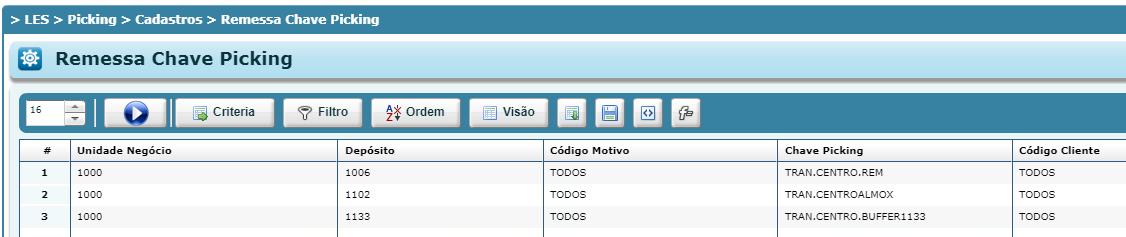 > LES > Picking > Cadastros > Remessa Chave Picking
Remessa Chave Picking
16 Criteria Filtro Ordem Visão
# Unidade Negócio Depósito Código Motivo Chave Picking Código Cliente
1 1000 1006 TODOS TRAN.CENTRO.REM TODOS
2 1000 1102 TODOS TRAN.CENTROALMOX TODOS
3 1000 1133 TODOS TRAN.CENTRO.BUFFER1133 TODOS